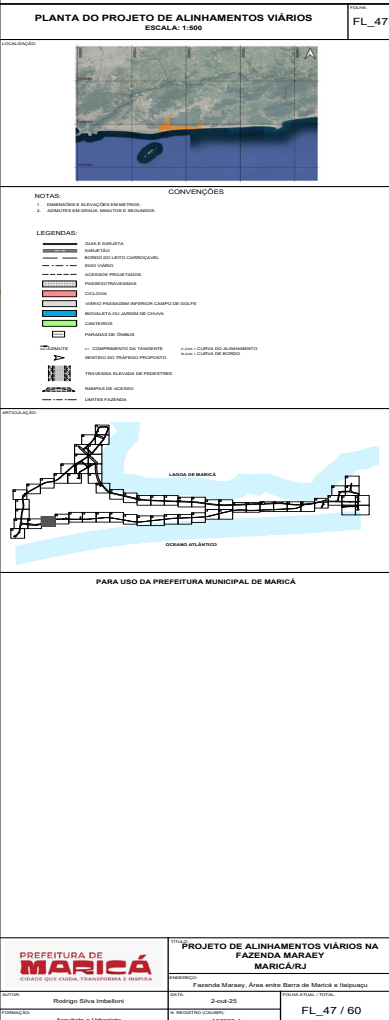 PLANTA DO PROJETO DE ALINHAMENTOS VIÁRIOS
ESCALA: 1:500
FOLHA:
FL_47
LOCALIZAÇÃO:
CONVENÇÕES
NOTAS:
1. DIMENSÕES E ELEVAÇÕES EM METROS.
2. AZIMUTES EM GRAUS, MINUTOS E SEGUNDOS.
LEGENDAS:
GUIA E SARJETA
SARJETÃO
BORDO DO LEITO CARROÇÁVEL
EIXO VIÁRIO
ACESSOS PROJETADOS
PASSEIO/TRAVESSIAS
CICLOVIA
VIÁRIO PASSAGEM INFERIOR CAMPO DE GOLFE
BIOVALETA OU JARDIM DE CHUVA
CANTEIROS
PARADAS DE ÔNIBUS
AZIMUTE
COMPRIMENTO DA TANGENTE
= CURVA DO ALINHAMENTO
= CURVA DE BORDO
SENTIDO DO TRÁFEGO PROPOSTO
TRAVESSIA ELEVADA DE PEDESTRES
RAMPAS DE ACESSO
LIMITES FAZENDA
ARTICULAÇÃO:
LAGOA DE MARICÁ
OCEANO ATLÂNTICO
PARA USO DA PREFEITURA MUNICIPAL DE MARICÁ
PREFEITURA DE
MARICÁ
CIDADE QUE CUIDA, TRANSFORMA E INSPIRA
TÍTULO:
PROJETO DE ALINHAMENTOS VIÁRIOS NA
FAZENDA MARAEY
MARICÁ/RJ
ENDEREÇO:
Fazenda Maraey, Área entre Barra de Maricá e Itaipuaçu
AUTOR:
Rodrigo Silva Imbelloni
DATA:
2-out-25
FOLHA ATUAL / TOTAL:
FL_47 / 60
FORMAÇÃO:
Arquiteto e Urbanista
N. REGISTRO (CAU/BR):